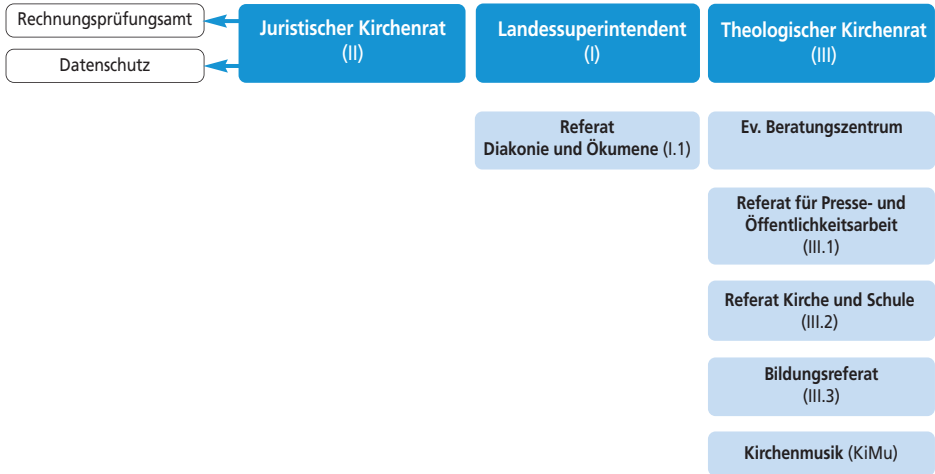 Rechnungsprüfungsamt
Datenschutz
Juristischer Kirchenrat
(II)
Landessuperintendent
(I)
Theologischer Kirchenrat
(III)
Referat
Diakonie und Ökumene (I.1)
Ev. Beratungszentrum
Referat für Presse- und
Öffentlichkeitsarbeit
(III.1)
Referat Kirche und Schule
(III.2)
Bildungsreferat
(III.3)
Kirchenmusik (KiMu)